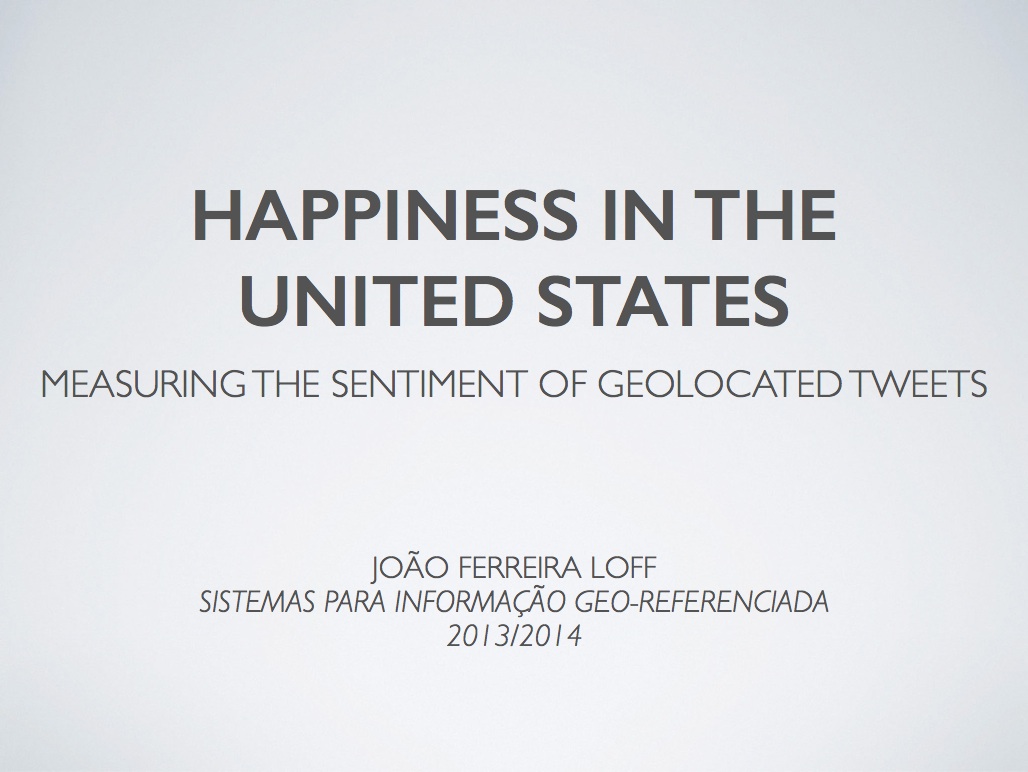 HAPPINESS IN THE
UNITED STATES
MEASURING THE SENTIMENT OF GEOLOCATED TWEETS
JOÃO FERREIRA LOFF
SISTEMAS PARA INFORMAÇÃO GEO-REFERENCIADA
2013/2014